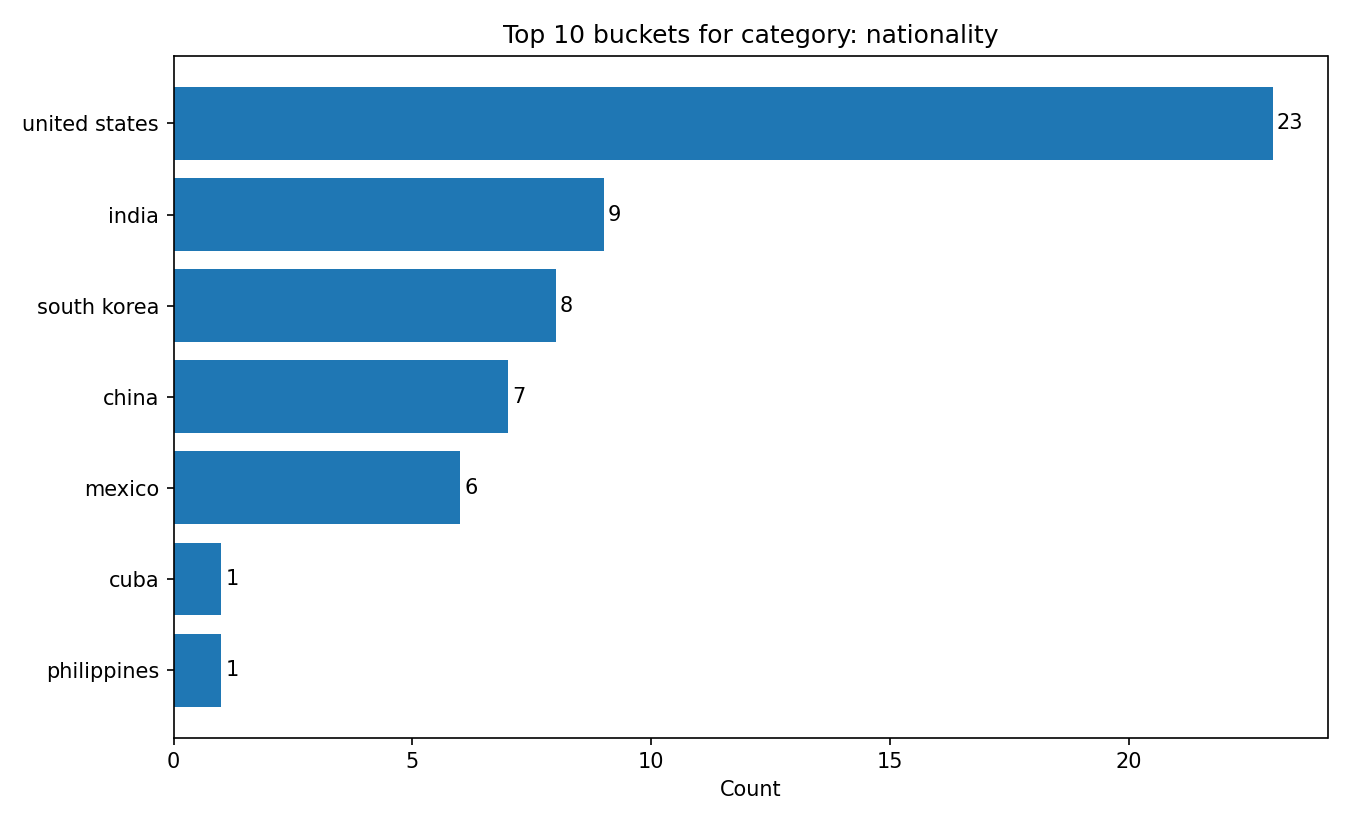 Top 10 buckets for category: nationality
united states 23
india 9
south korea 8
china 7
mexico 6
cuba 1
philippines 1
0 5 10 15 20
Count